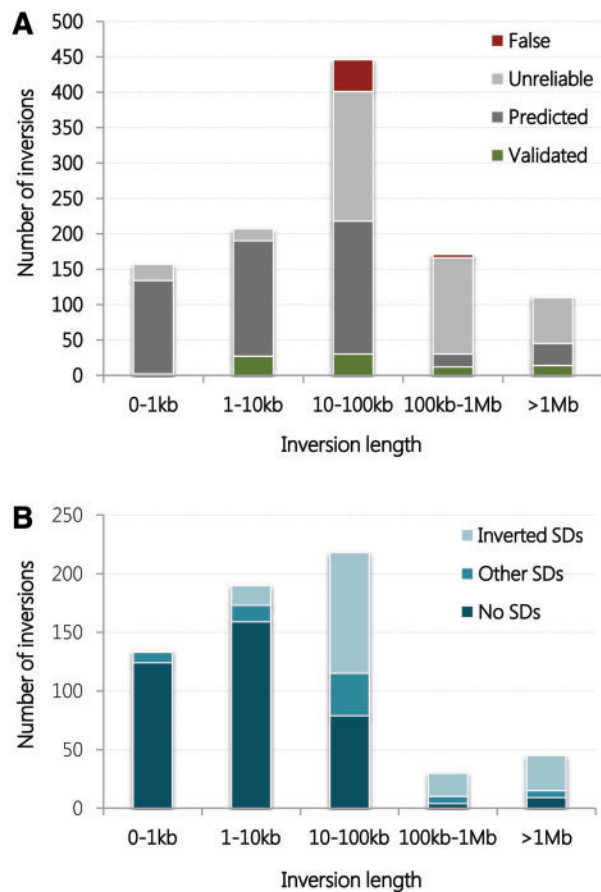 A
500
450
400
350
300
250
200
150
100
50
0
Number of inversions
False
Unreliable
Predicted
Validated
0-1kb 1-10kb 10-100kb 100kb-1Mb >1Mb
Inversion length
B
250
200
150
100
50
0
Number of inversions
Inverted SDs
Other SDs
No SDs
0-1kb 1-10kb 10-100kb 100kb-1Mb >1Mb
Inversion length